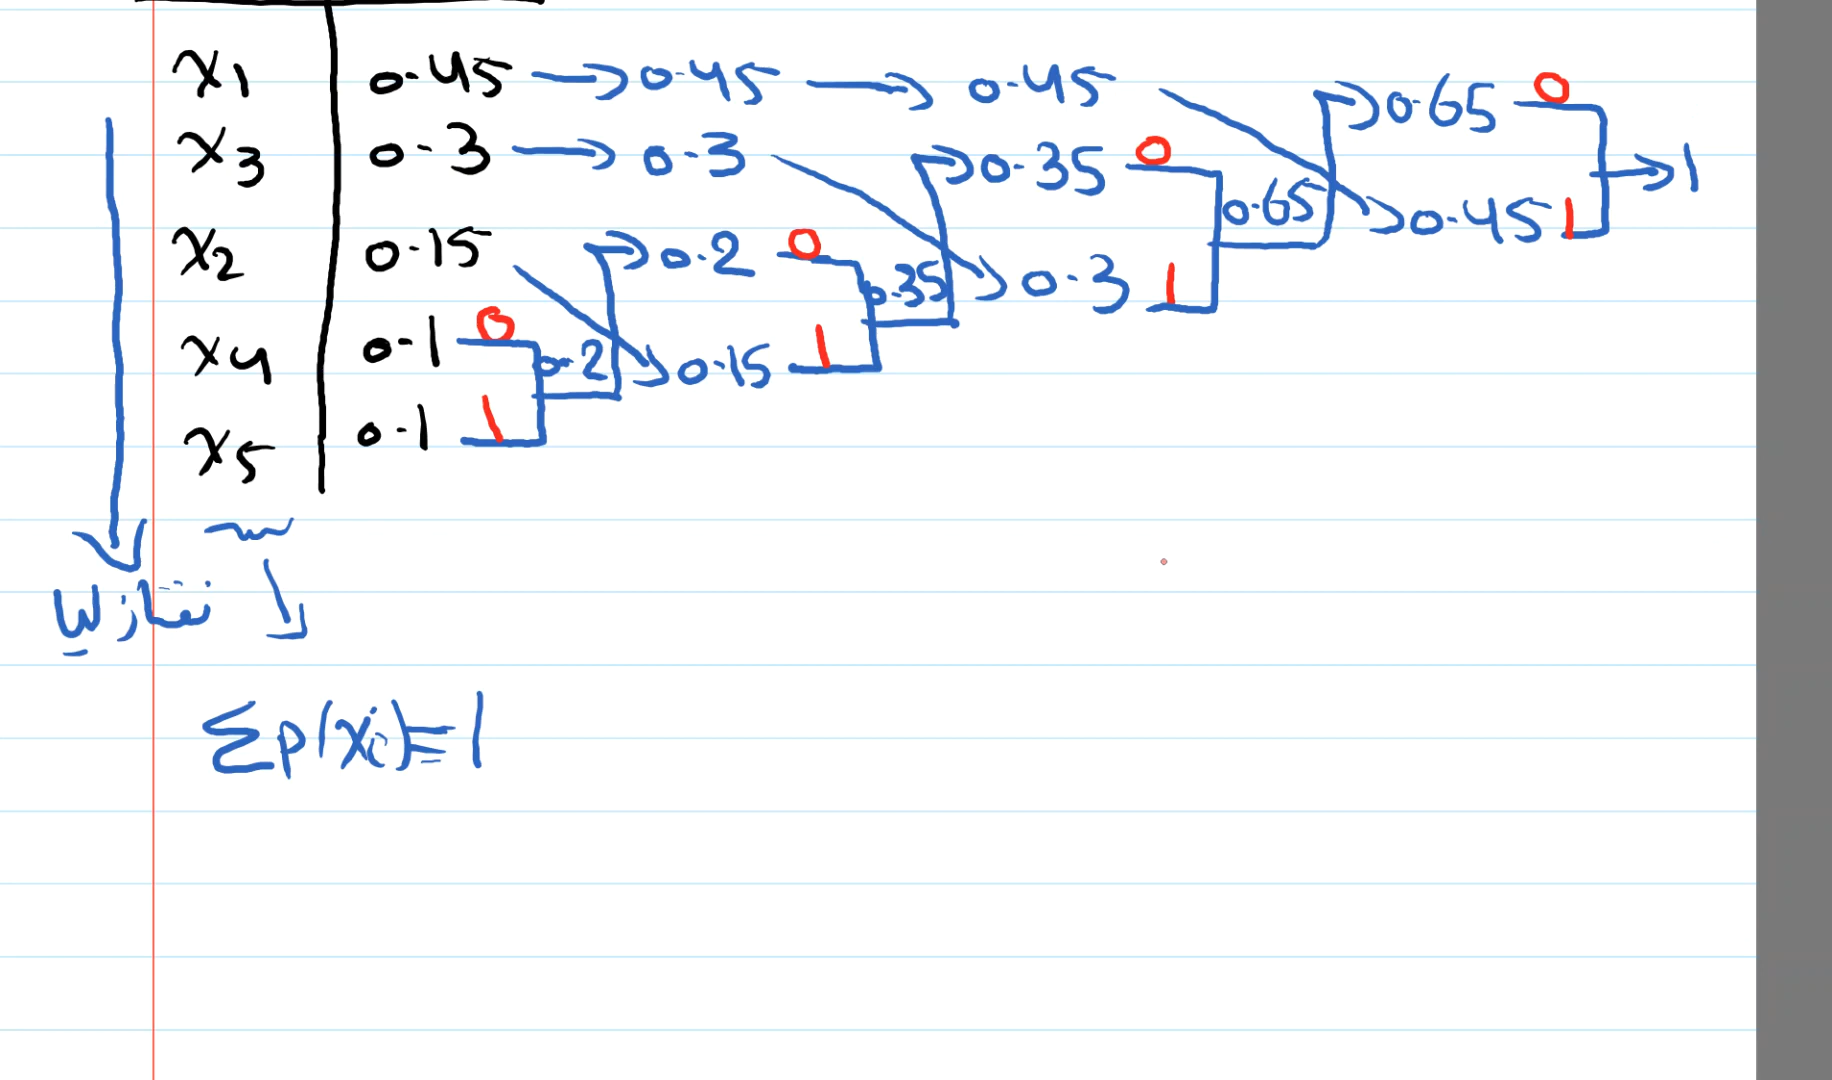 x1 0.45 → 0.45 → 0.45 → 0.65 0
x3 0.3 → 0.3 → 0.35 0 → 1
x2 0.15 → 0.2 0 0.35 → 0.3 1 0.65 → 0.45 1
x4 0.1 0 0.2 → 0.15 1
x5 0.1 1
تنازليا
Σp(xi)=1